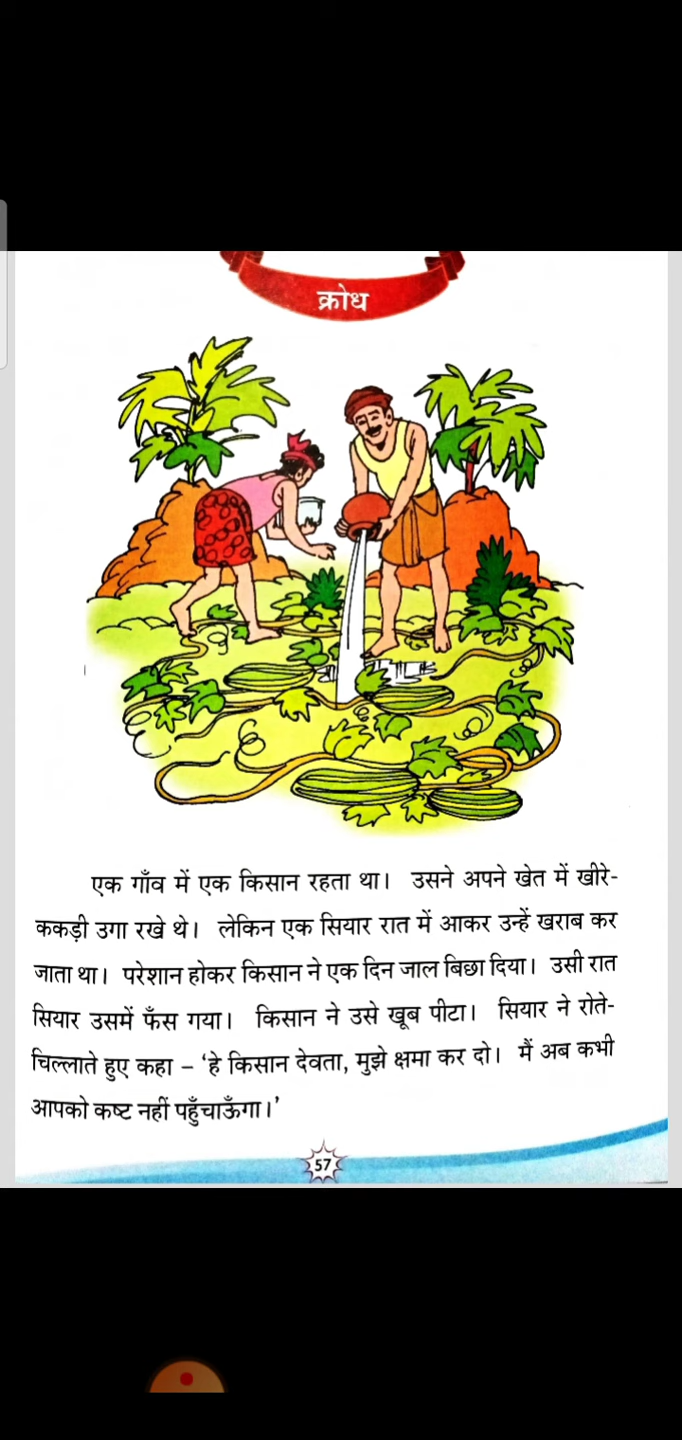 क्रोध
एक गाँव में एक किसान रहता था। उसने अपने खेत में खीरे-
ककड़ी उगा रखे थे। लेकिन एक सियार रात में आकर उन्हें खराब कर
जाता था। परेशान होकर किसान ने एक दिन जाल बिछा दिया। उसी रात
सियार उसमें फँस गया। किसान ने उसे खूब पीटा। सियार ने रोते-
चिल्लाते हुए कहा – ‘हे किसान देवता, मुझे क्षमा कर दो। मैं अब कभी
आपको कष्ट नहीं पहुँचाऊँगा।’
57